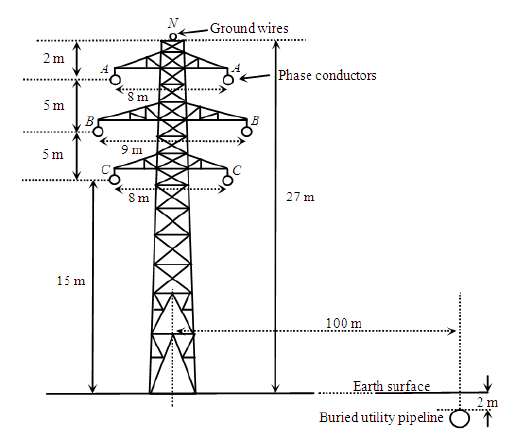 N
Ground wires
2 m
A
A
Phase conductors
8 m
5 m
B
B
9 m
5 m
C
C
8 m
27 m
15 m
100 m
Earth surface
2 m
Buried utility pipeline